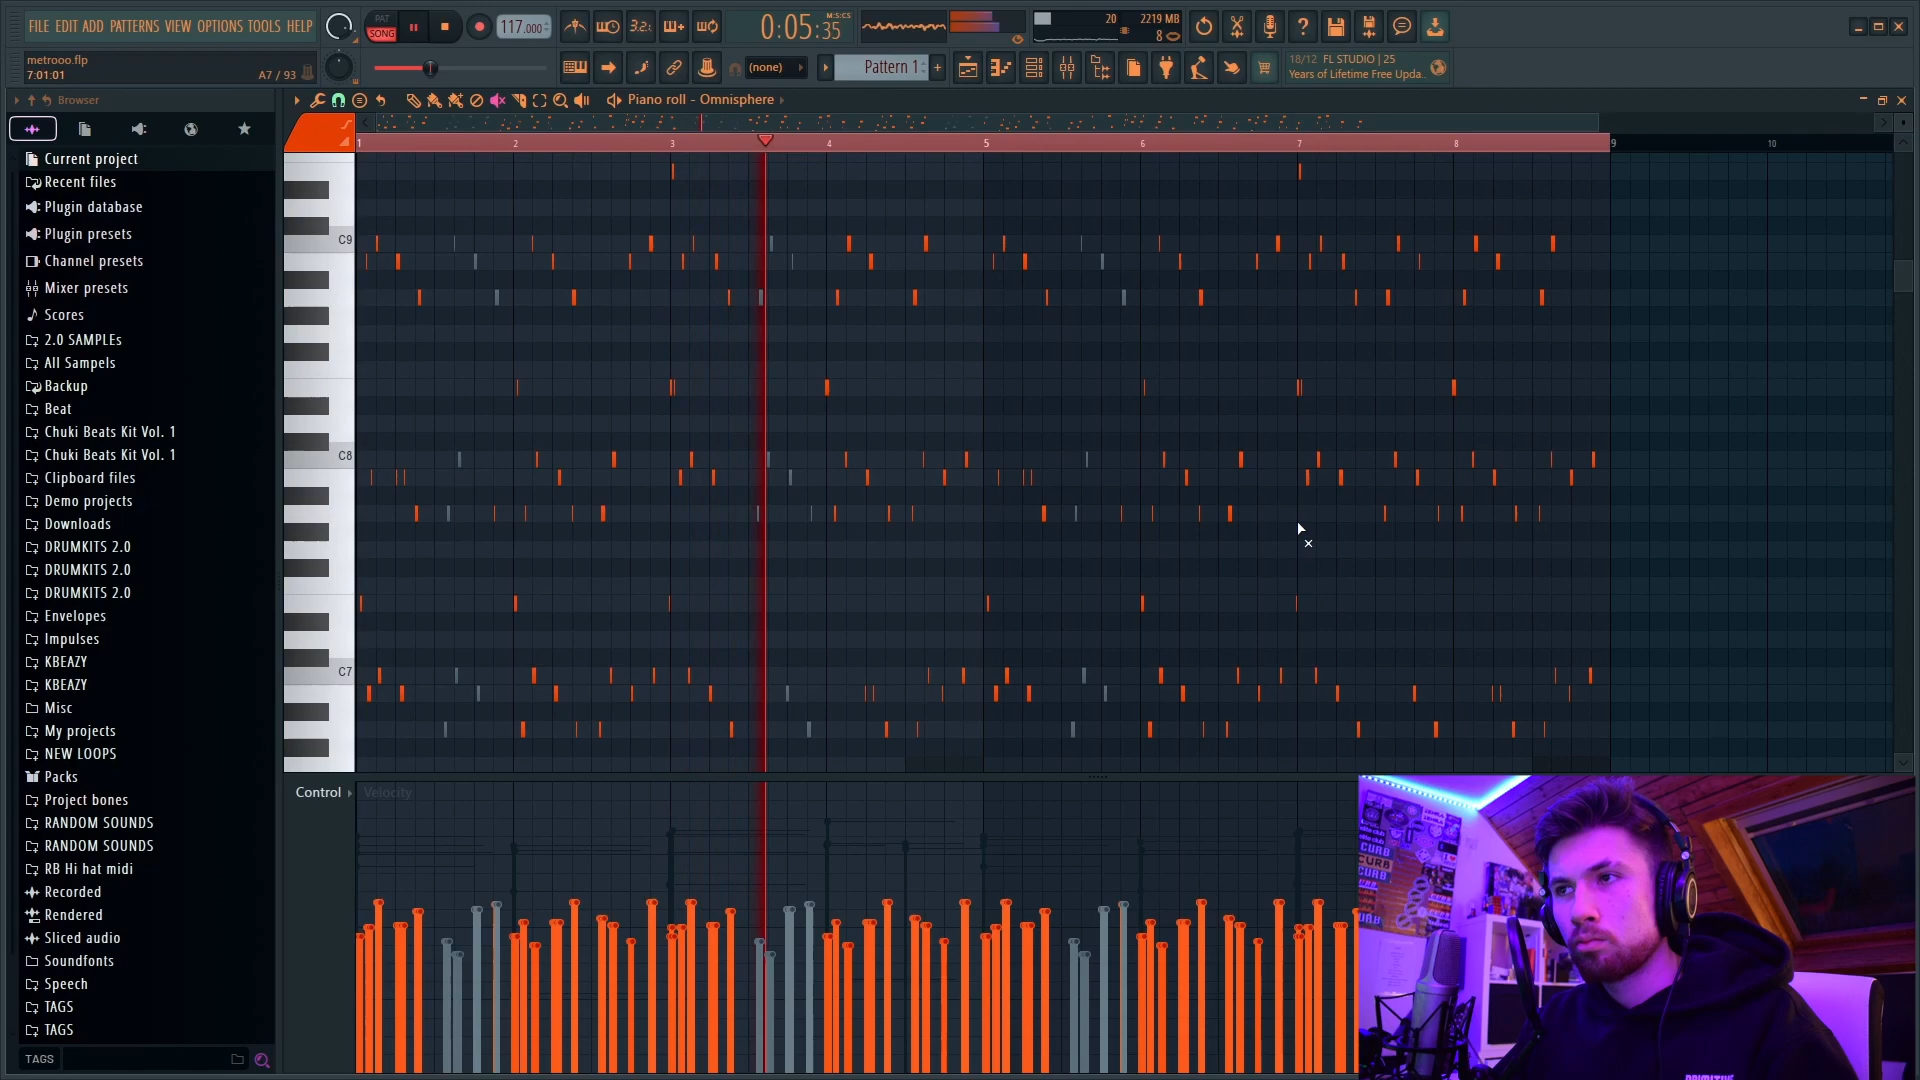 FILE EDIT ADD PATTERNS VIEW OPTIONS TOOLS HELP
PAT
SONG
117.000
3.2.
0:05:35
M:S:CS
20
2219 MB
8
metrooo.flp
7:01:01
A7 / 93
(none)
Pattern 1
+
18/12 FL STUDIO | 25
Years of Lifetime Free Upda..
Browser
Piano roll - Omnisphere
Current project
Recent files
Plugin database
Plugin presets
Channel presets
Mixer presets
Scores
2.0 SAMPLEs
All Sampels
Backup
Beat
Chuki Beats Kit Vol. 1
Chuki Beats Kit Vol. 1
Clipboard files
Demo projects
Downloads
DRUMKITS 2.0
DRUMKITS 2.0
DRUMKITS 2.0
Envelopes
Impulses
KBEAZY
KBEAZY
Misc
My projects
NEW LOOPS
Packs
Project bones
RANDOM SOUNDS
RANDOM SOUNDS
RB Hi hat midi
Recorded
Rendered
Sliced audio
Soundfonts
Speech
TAGS
TAGS
TAGS
1 2 3 4 5 6 7 8 9 10
C9
C8
C7
Control
Velocity
CURB
CURB
CURB